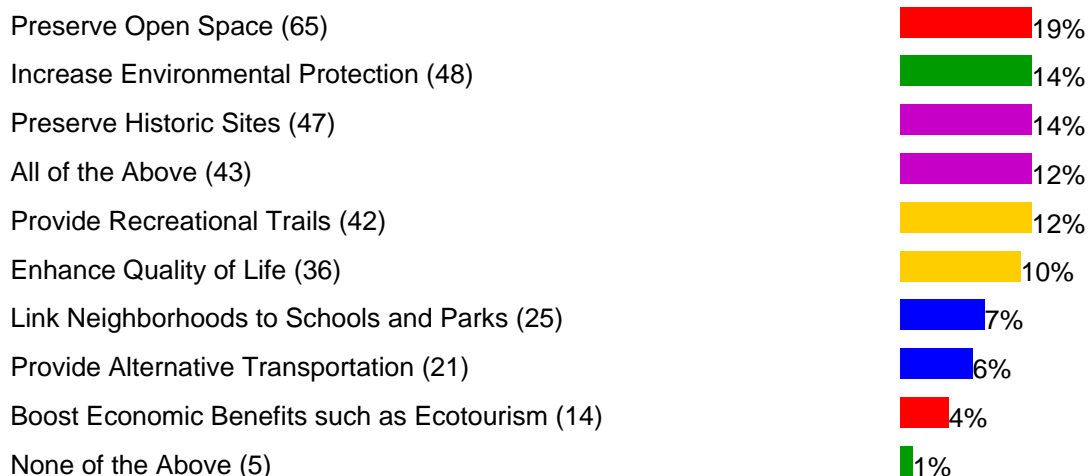 Preserve Open Space (65) 19%
Increase Environmental Protection (48) 14%
Preserve Historic Sites (47) 14%
All of the Above (43) 12%
Provide Recreational Trails (42) 12%
Enhance Quality of Life (36) 10%
Link Neighborhoods to Schools and Parks (25) 7%
Provide Alternative Transportation (21) 6%
Boost Economic Benefits such as Ecotourism (14) 4%
None of the Above (5) 1%